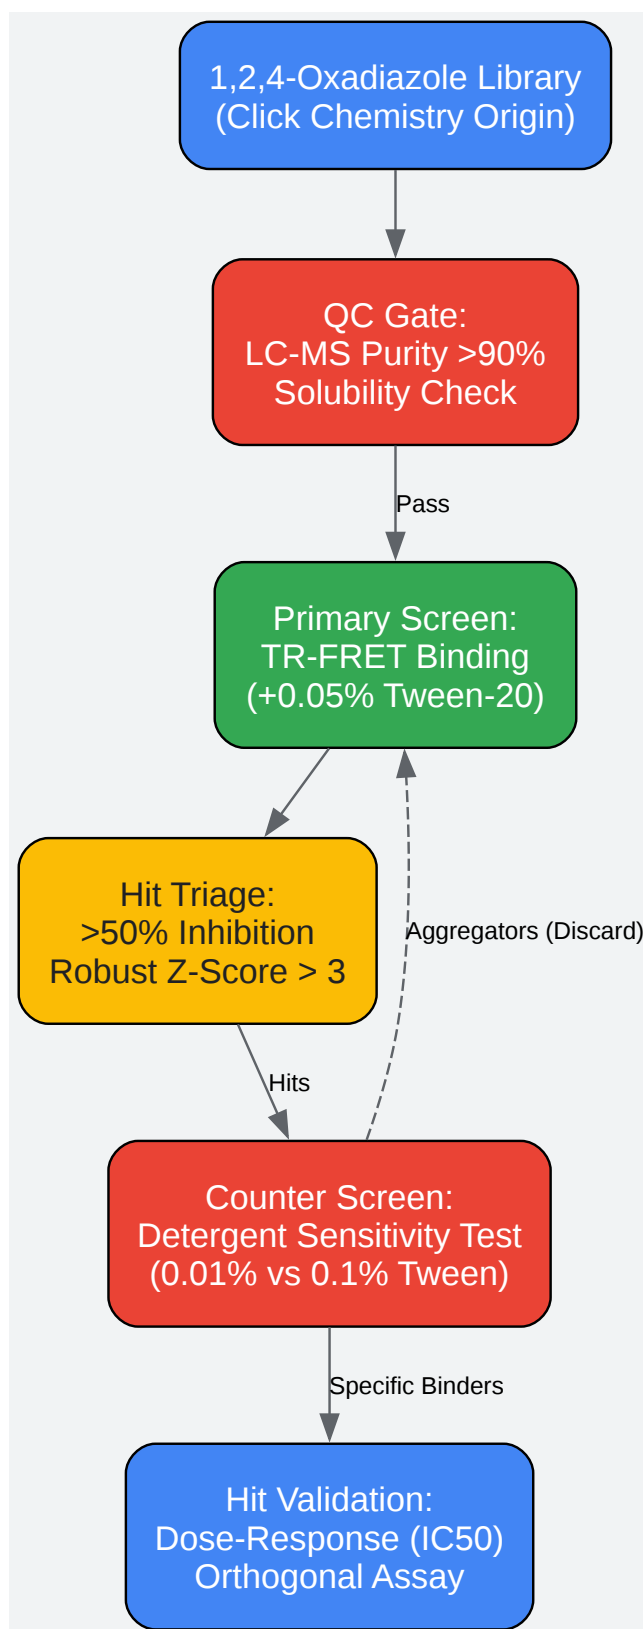 1,2,4-Oxadiazole Library
(Click Chemistry Origin)
QC Gate:
LC-MS Purity >90%
Solubility Check
Pass
Primary Screen:
TR-FRET Binding
(+0.05% Tween-20)
Hit Triage:
>50% Inhibition
Robust Z-Score > 3
Aggregators (Discard)
Hits
Counter Screen:
Detergent Sensitivity Test
(0.01% vs 0.1% Tween)
Specific Binders
Hit Validation:
Dose-Response (IC50)
Orthogonal Assay